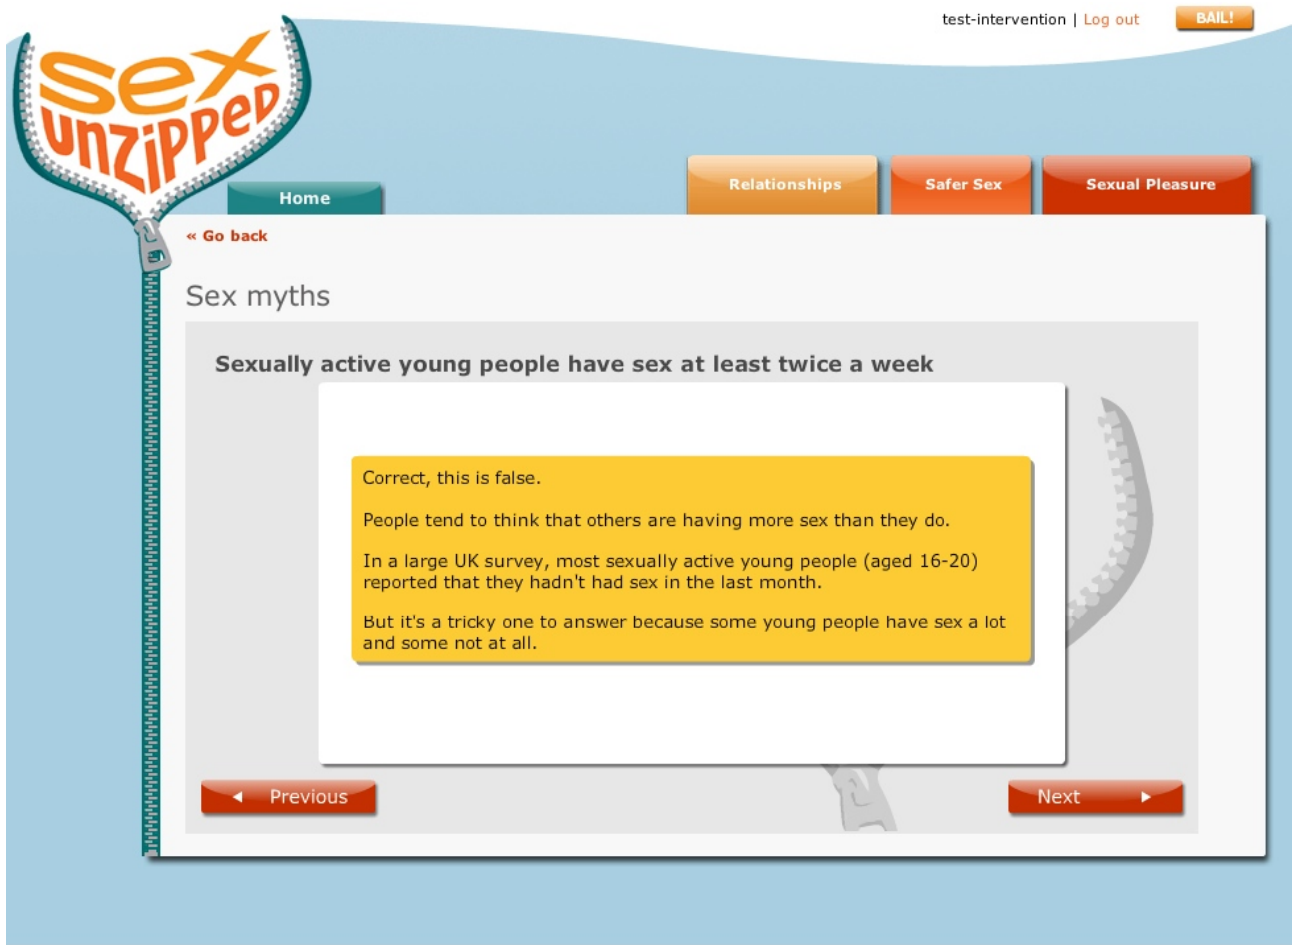 test-intervention | Log out
BAIL!
sex
unzipped
Home
Relationships
Safer Sex
Sexual Pleasure
« Go back
Sex myths
Sexually active young people have sex at least twice a week
Correct, this is false.
People tend to think that others are having more sex than they do.
In a large UK survey, most sexually active young people (aged 16-20)
reported that they hadn't had sex in the last month.
But it's a tricky one to answer because some young people have sex a lot
and some not at all.
Previous
Next